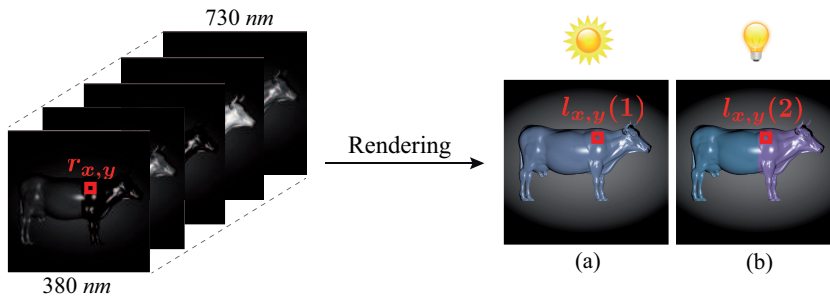 730 nm
r_{x,y}
380 nm
Rendering
l_{x,y}(1)
l_{x,y}(2)
(a)
(b)